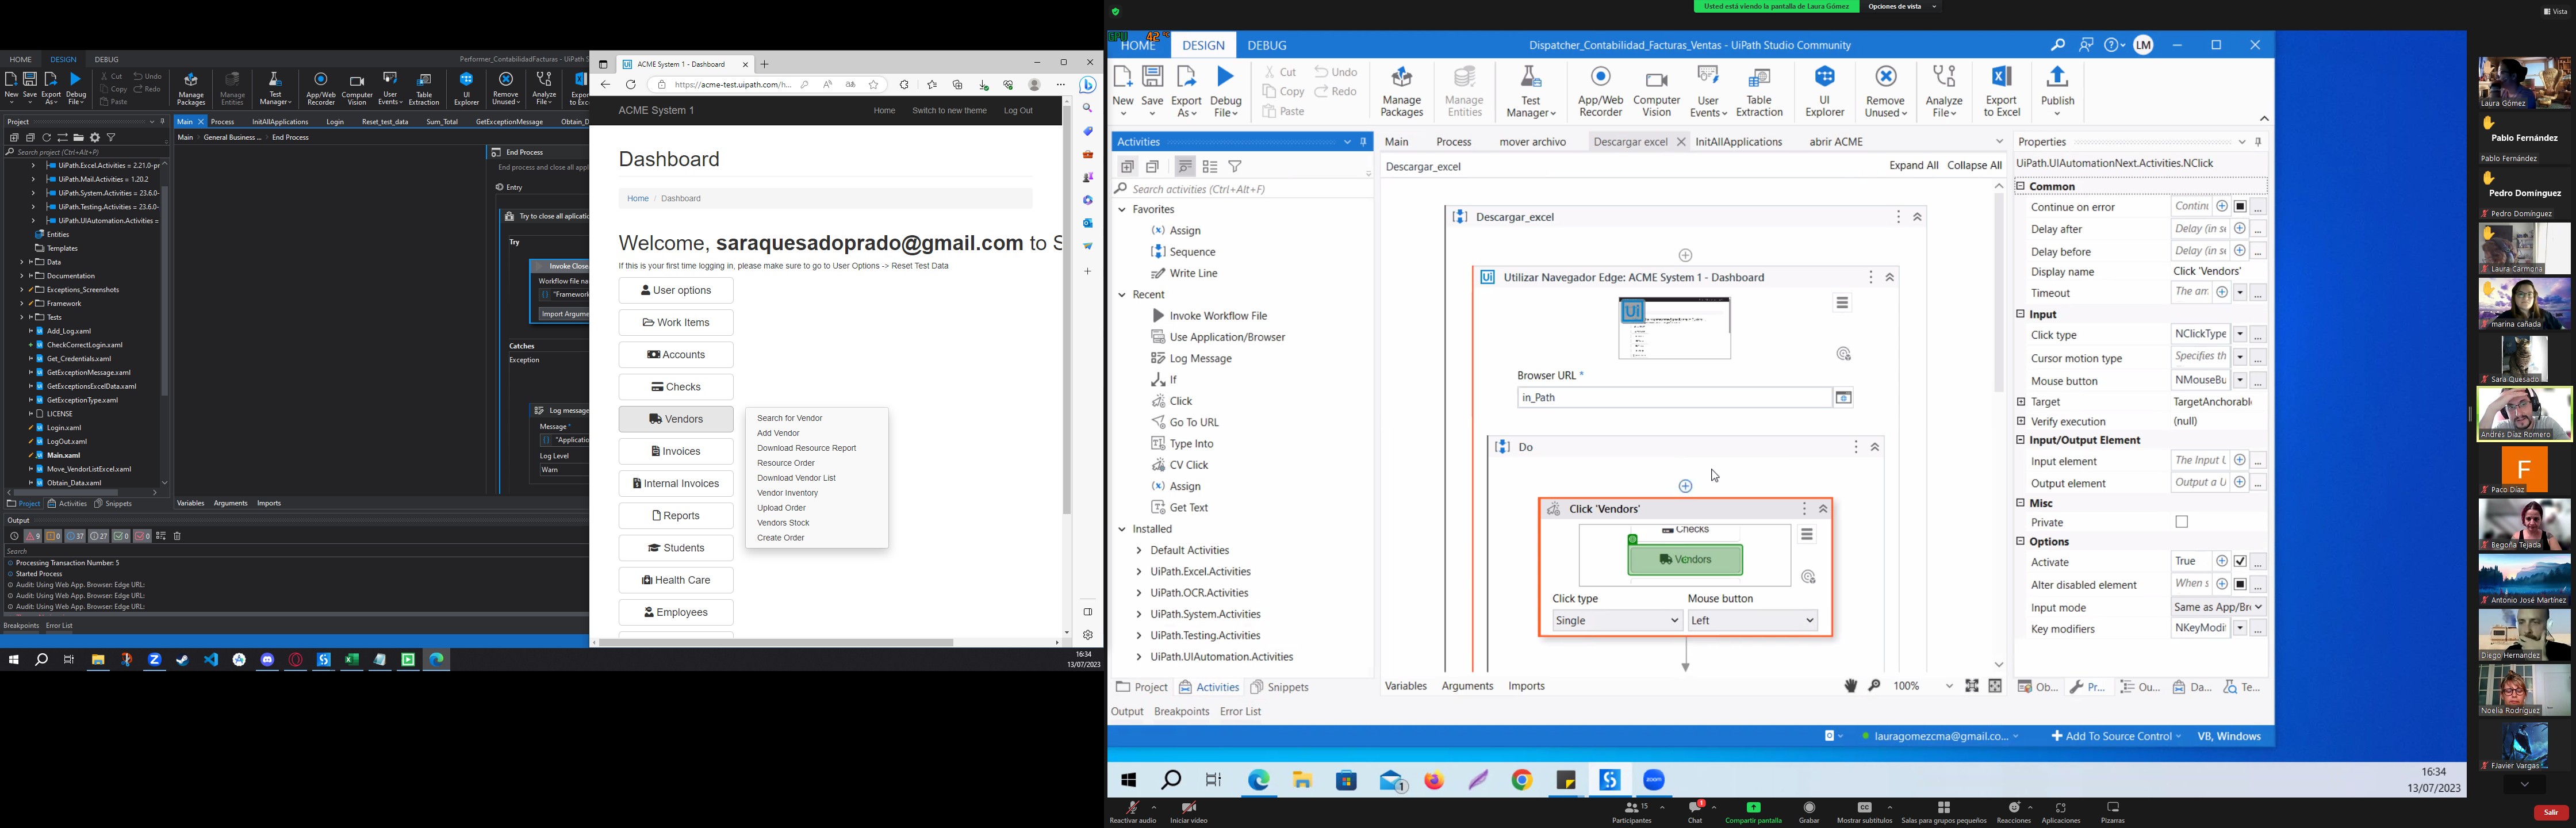 HOME DESIGN DEBUG
Performer_ContabilidadFacturas - UiPath S
New Save Export As Debug File
Cut Copy Paste Undo Redo
Manage Packages
Manage Entities
Test Manager
App/Web Recorder
Computer Vision
User Events
Table Extraction
UI Explorer
Remove Unused
Analyze File
Export to Exc
Project
Main Process InitAllApplications Login Reset_test_data Sum_Total GetExceptionMessage Obtain_D
Main > General Business ... > End Process
Search project (Ctrl+Alt+P)
UiPath.Excel.Activities = 2.21.0-pr
UiPath.Mail.Activities = 1.20.2
UiPath.System.Activities = 23.6.0-
UiPath.Testing.Activities = 23.6.0-
UiPath.UIAutomation.Activities =
Entities
Templates
Data
Documentation
Exceptions_Screenshots
Framework
Tests
Add_Log.xaml
CheckCorrectLogin.xaml
Get_Credentials.xaml
GetExceptionMessage.xaml
GetExceptionsExcelData.xaml
GetExceptionType.xaml
LICENSE
Login.xaml
LogOut.xaml
Main.xaml
Move_VendorListExcel.xaml
Obtain_Data.xaml
Project Activities Snippets
End Process
End process and close all appl
Entry
Try to close all aplicatio
Try
Invoke Close
Workflow file na
"Framework
Import Argume
Catches
Exception
Log message
Message
"Applicatio
Log Level
Warn
Variables Arguments Imports
Output
9 0 37 27 0 0
Search
Processing Transaction Number: 5
Started Process
Audit: Using Web App. Browser: Edge URL:
Audit: Using Web App. Browser: Edge URL:
Audit: Using Web App. Browser: Edge URL:
Breakpoints Error List
ACME System 1 - Dashboard
https://acme-test.uipath.com/h...
ACME System 1
Home Switch to new theme Log Out
Dashboard
Home / Dashboard
Welcome, saraquesadoprado@gmail.com to S
If this is your first time logging in, please make sure to go to User Options -> Reset Test Data
User options
Work Items
Accounts
Checks
Vendors
Invoices
Internal Invoices
Reports
Students
Health Care
Employees
Search for Vendor
Add Vendor
Download Resource Report
Resource Order
Download Vendor List
Vendor Inventory
Upload Order
Vendors Stock
Create Order
16:34
13/07/2023
Usted está viendo la pantalla de Laura Gómez
Opciones de vista
Vista
GPU 42 °C
HOME DESIGN DEBUG
Dispatcher_Contabilidad_Facturas_Ventas - UiPath Studio Community
LM
New Save Export As Debug File
Cut Copy Paste Undo Redo
Manage Packages
Manage Entities
Test Manager
App/Web Recorder
Computer Vision
User Events
Table Extraction
UI Explorer
Remove Unused
Analyze File
Export to Excel
Publish
Activities
Search activities (Ctrl+Alt+F)
Favorites
Assign
Sequence
Write Line
Recent
Invoke Workflow File
Use Application/Browser
Log Message
If
Click
Go To URL
Type Into
CV Click
Assign
Get Text
Installed
Default Activities
UiPath.Excel.Activities
UiPath.OCR.Activities
UiPath.System.Activities
UiPath.Testing.Activities
UiPath.UIAutomation.Activities
Project Activities Snippets
Output Breakpoints Error List
Main Process mover archivo Descargar excel InitAllApplications abrir ACME
Descargar_excel
Expand All Collapse All
Descargar_excel
Utilizar Navegador Edge: ACME System 1 - Dashboard
Browser URL *
in_Path
Do
Click 'Vendors'
Checks
Vendors
Click type Mouse button
Single Left
Variables Arguments Imports
100%
Properties
UiPath.UIAutomationNext.Activities.NClick
Common
Continue on error Continu
Delay after Delay (in se
Delay before Delay (in se
Display name Click 'Vendors'
Timeout The am
Input
Click type NClickType
Cursor motion type Specifies th
Mouse button NMouseBu
Target TargetAnchorabl
Verify execution (null)
Input/Output Element
Input element The Input U
Output element Output a U
Misc
Private
Options
Activate True
Alter disabled element When s
Input mode Same as App/Bro
Key modifiers NKeyModif
Ob... Pr... Ou... Da... Te...
lauragomezcma@gmail.co...
Add To Source Control
VB, Windows
zoom
16:34
13/07/2023
Laura Gómez
Pablo Fernández
Pablo Fernández
Pedro Domínguez
Pedro Domínguez
Laura Carmona
marina cañada
Sara Quesado
Andrés Díaz Romero
F
Paco Díaz
Begoña Tejada
Antonio José Martínez
Diego Hernandez
Noelia Rodríguez
FJavier Vargas
Reactivar audio
Iniciar video
Participantes 15
Chat 1
Compartir pantalla
Grabar
Mostrar subtítulos
Salas para grupos pequeños
Reacciones
Aplicaciones
Pizarras
Salir